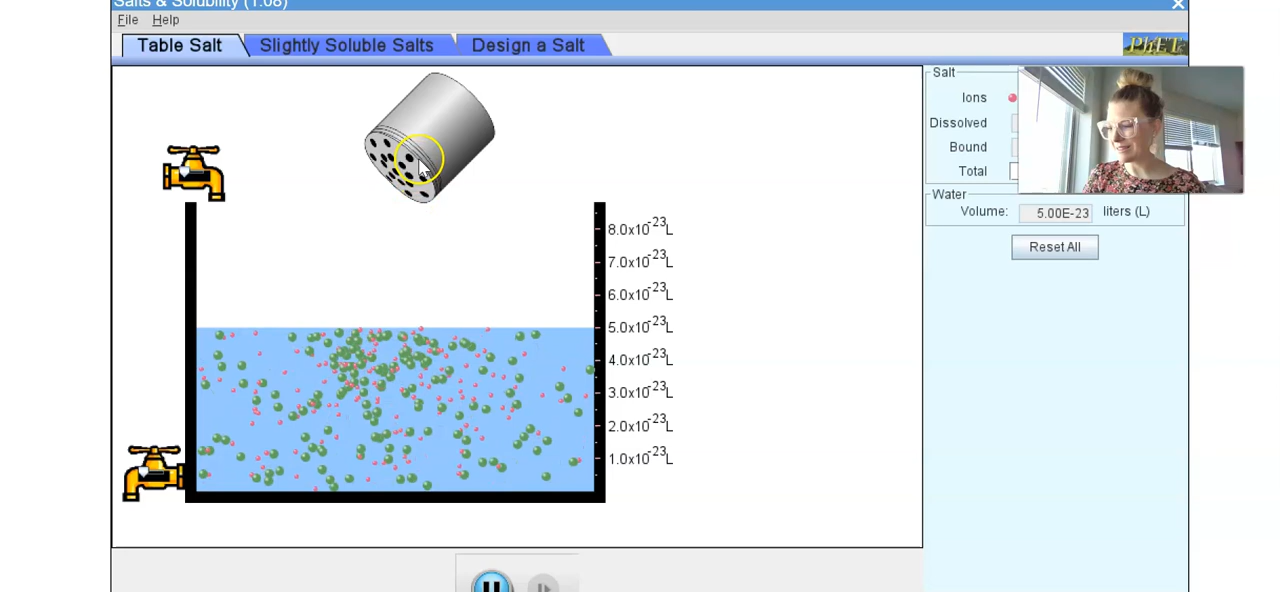 Salts & Solubility (1.08)
File Help
Table Salt Slightly Soluble Salts Design a Salt
PhET
Salt
Ions
Dissolved
Bound
Total
Water
Volume: 5.00E-23 liters (L)
Reset All
8.0x10⁻²³L
7.0x10⁻²³L
6.0x10⁻²³L
5.0x10⁻²³L
4.0x10⁻²³L
3.0x10⁻²³L
2.0x10⁻²³L
1.0x10⁻²³L